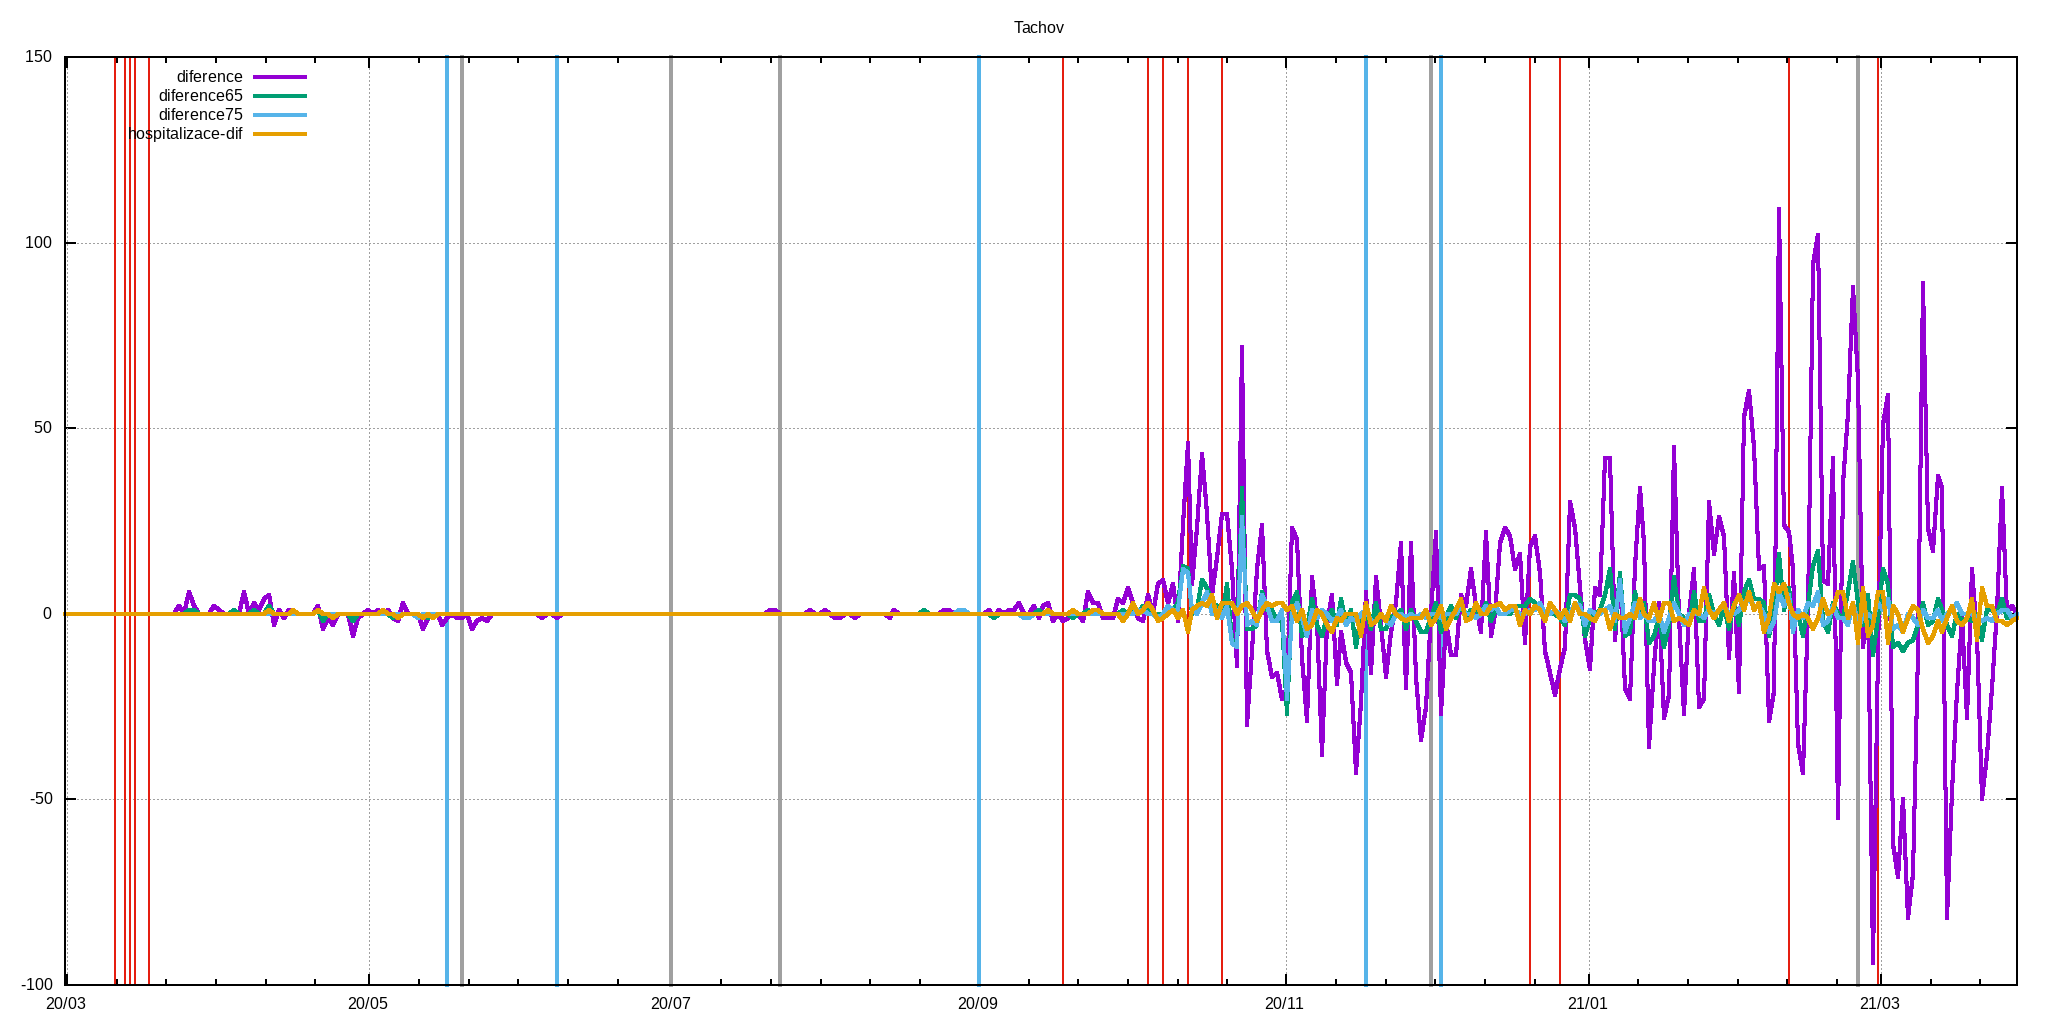 Tachov
150
100
50
0
-50
-100
diference
diference65
diference75
hospitalizace-dif
20/03 20/05 20/07 20/09 20/11 21/01 21/03